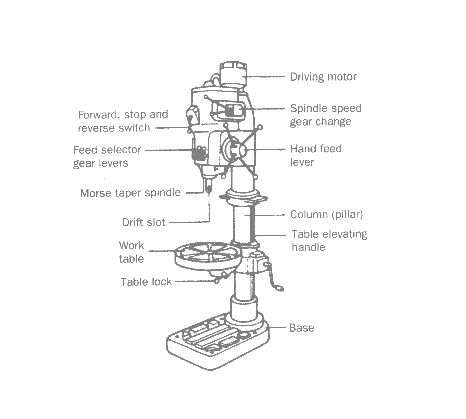 Driving motor
Forward, stop and
reverse switch
Spindle speed
gear change
Feed selector
gear levers
Hand feed
lever
Morse taper spindle
Drift slot
Column (pillar)
Work
table
Table elevating
handle
Table lock
Base